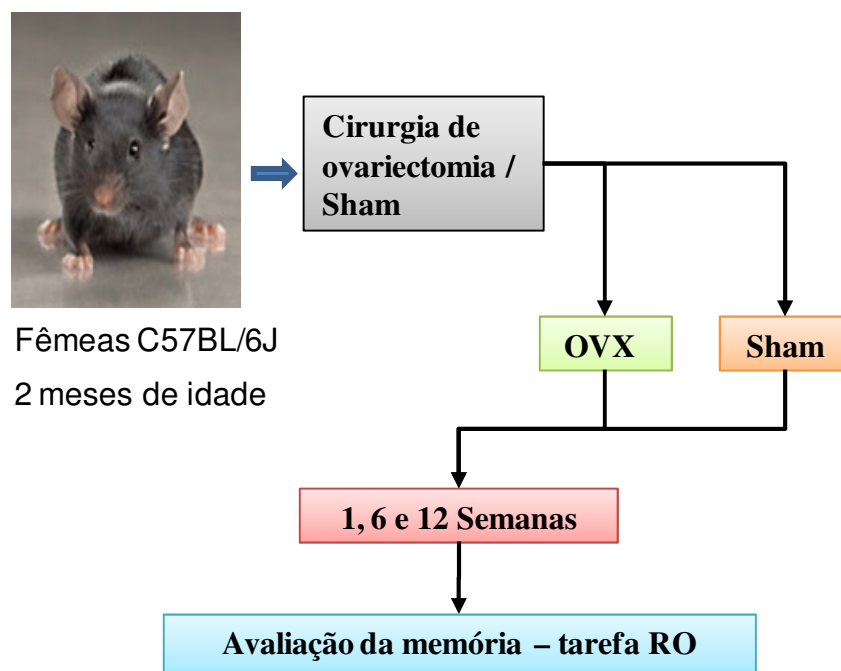 Cirurgia de
ovariectomia /
Sham
Fêmeas C57BL/6J
2 meses de idade
OVX
Sham
1, 6 e 12 Semanas
Avaliação da memória – tarefa RO